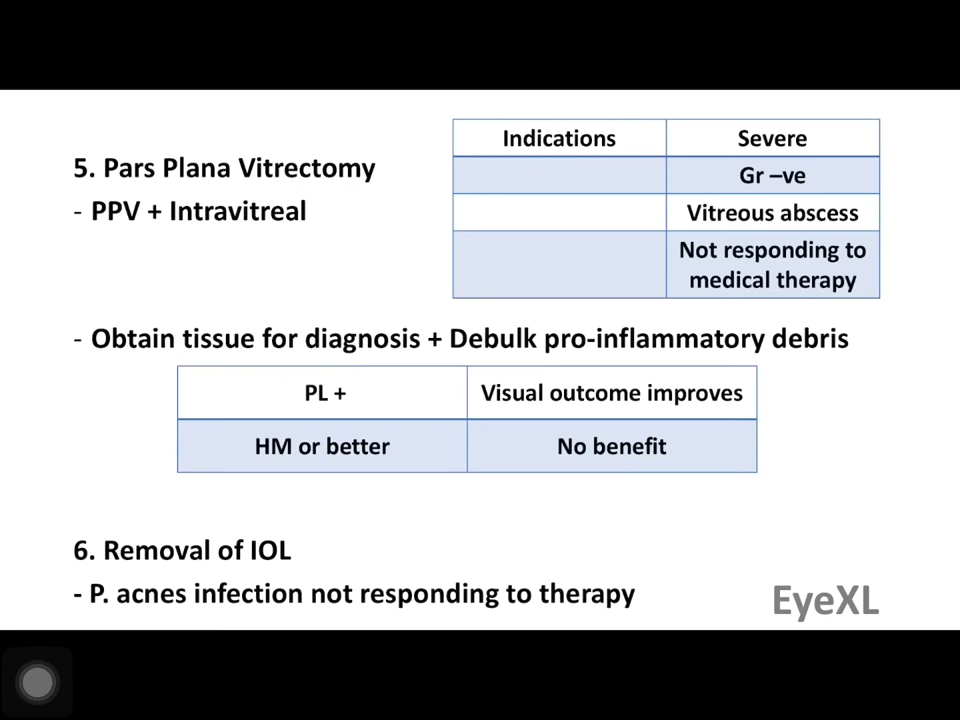 5. Pars Plana Vitrectomy
- PPV + Intravitreal
Indications Severe
Gr –ve
Vitreous abscess
Not responding to
medical therapy
- Obtain tissue for diagnosis + Debulk pro-inflammatory debris
PL + Visual outcome improves
HM or better No benefit
6. Removal of IOL
- P. acnes infection not responding to therapy
EyeXL